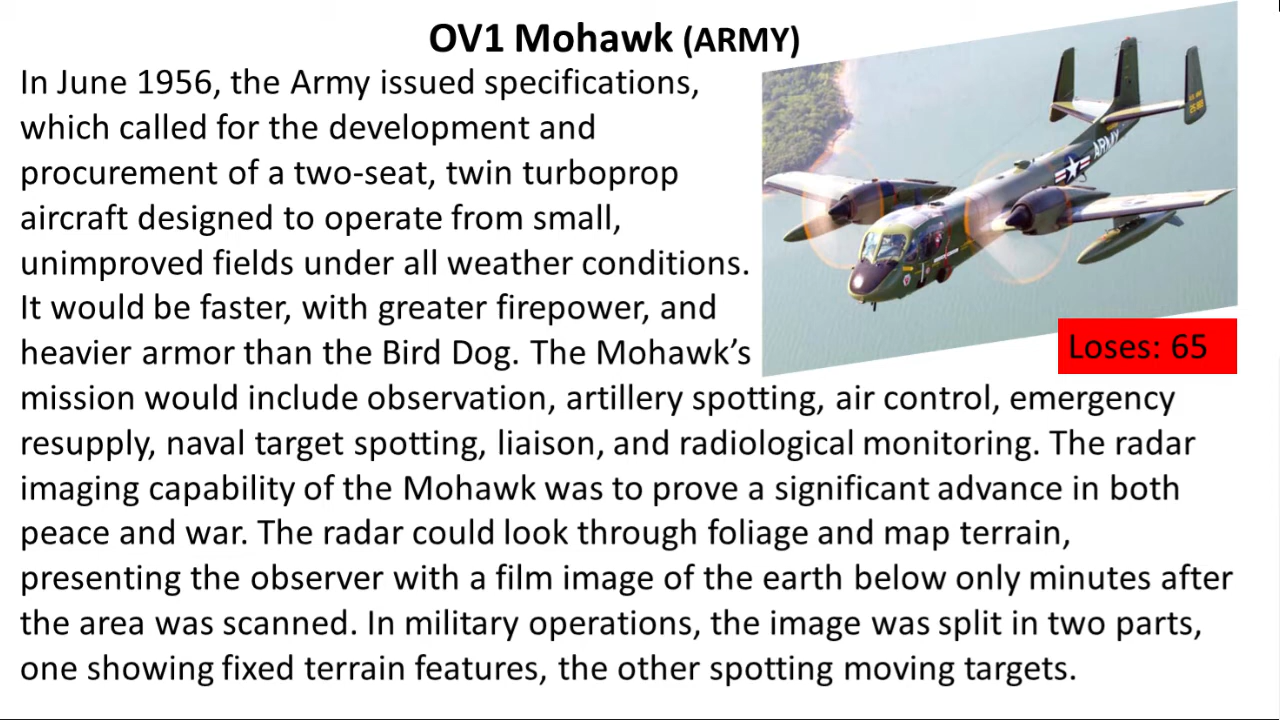 OV1 Mohawk (ARMY)
In June 1956, the Army issued specifications,
which called for the development and
procurement of a two-seat, twin turboprop
aircraft designed to operate from small,
unimproved fields under all weather conditions.
It would be faster, with greater firepower, and
heavier armor than the Bird Dog. The Mohawk’s
mission would include observation, artillery spotting, air control, emergency
resupply, naval target spotting, liaison, and radiological monitoring. The radar
imaging capability of the Mohawk was to prove a significant advance in both
peace and war. The radar could look through foliage and map terrain,
presenting the observer with a film image of the earth below only minutes after
the area was scanned. In military operations, the image was split in two parts,
one showing fixed terrain features, the other spotting moving targets.
ARMY
Loses: 65